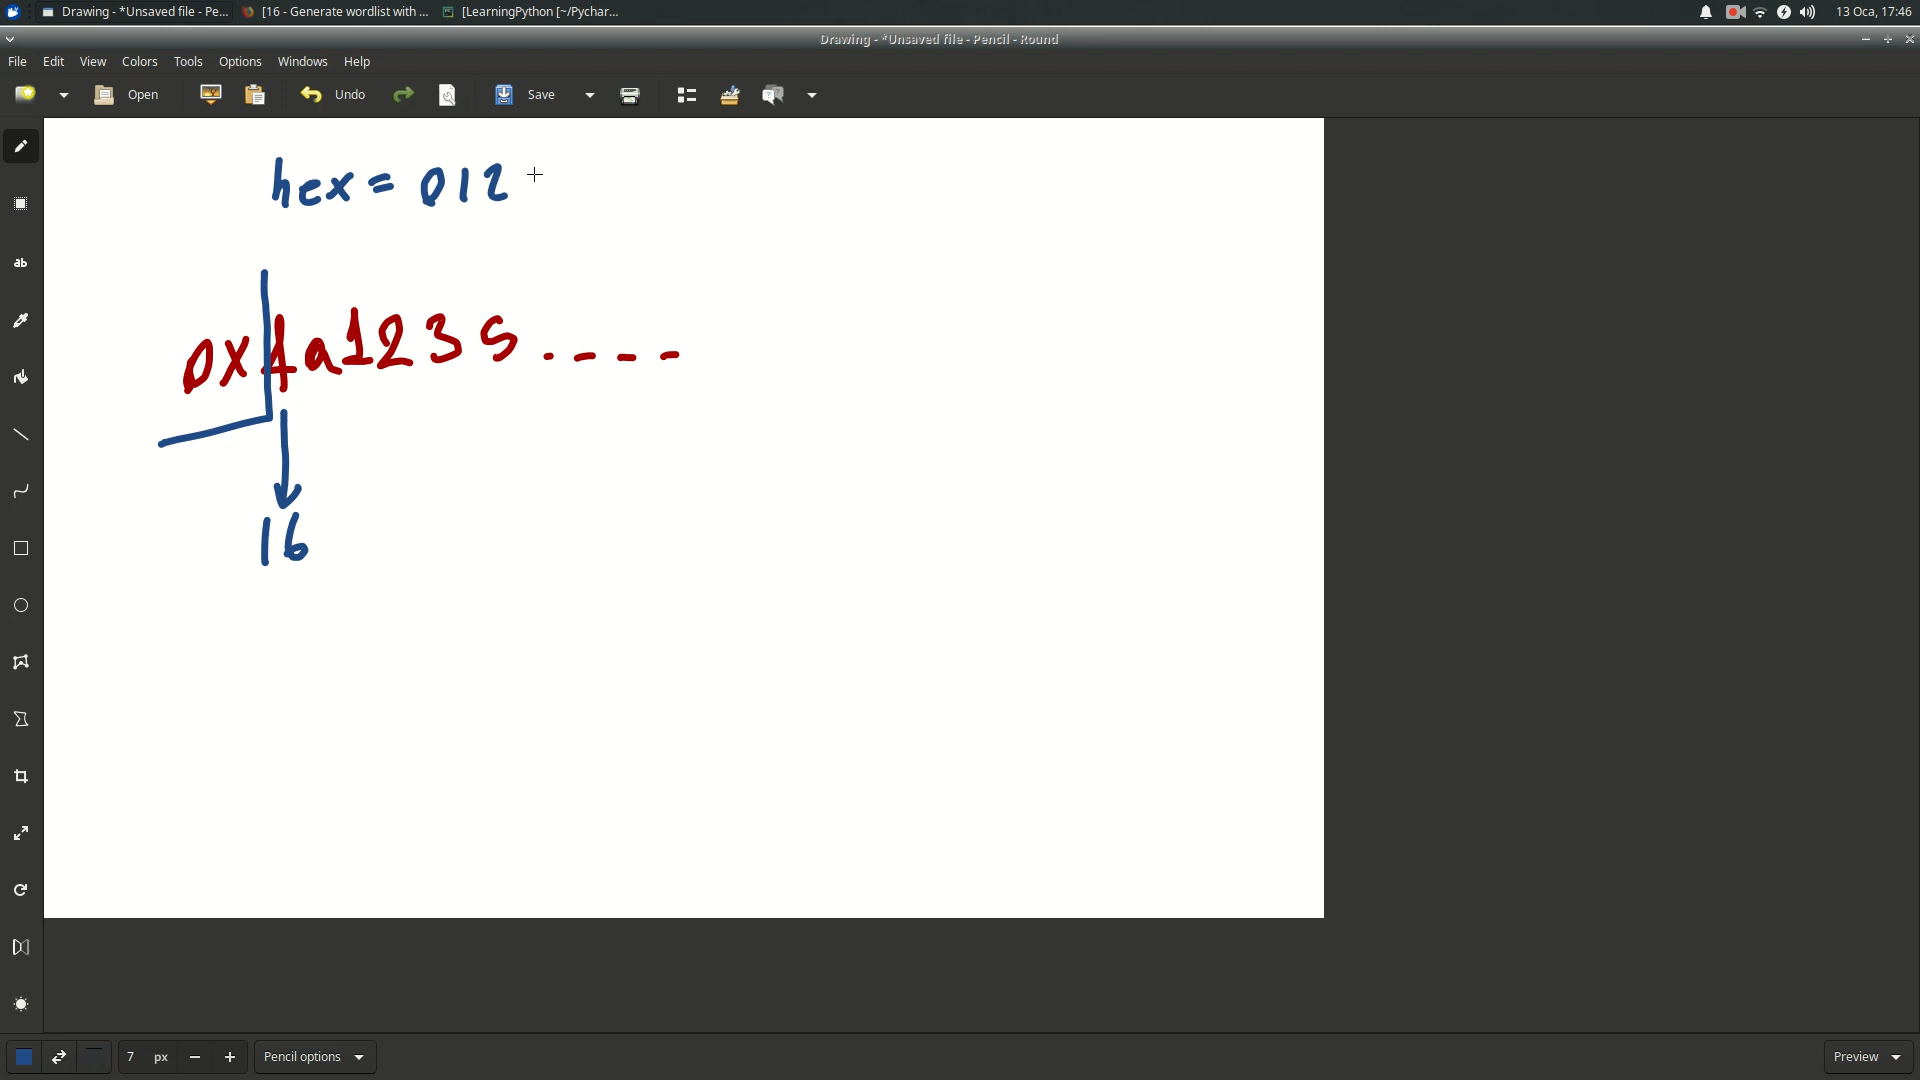 Drawing - *Unsaved file - Pe... [16 - Generate wordlist with ... [LearningPython [~/Pychar... 13 Oca, 17:46
Drawing - *Unsaved file - Pencil - Round
File Edit View Colors Tools Options Windows Help
Open Undo Save
ab
hex = 012
0xfa1235....----
16
7 px Pencil options Preview